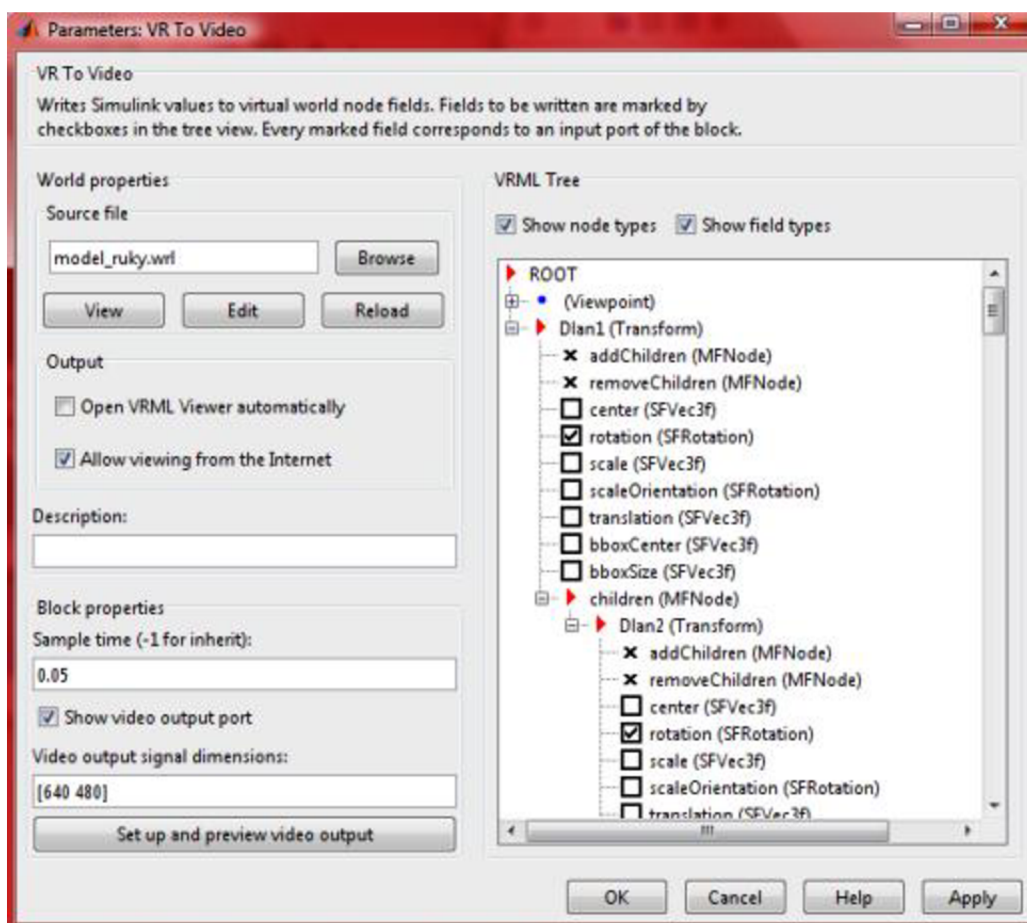 Parameters: VR To Video
VR To Video
Writes Simulink values to virtual world node fields. Fields to be written are marked by
checkboxes in the tree view. Every marked field corresponds to an input port of the block.
World properties
Source file
model_ruky.wrl
Browse
View
Edit
Reload
Output
Open VRML Viewer automatically
Allow viewing from the Internet
Description:
Block properties
Sample time (-1 for inherit):
0.05
Show video output port
Video output signal dimensions:
[640 480]
Set up and preview video output
VRML Tree
Show node types
Show field types
ROOT
(Viewpoint)
Dlan1 (Transform)
addChildren (MFNode)
removeChildren (MFNode)
center (SFVec3f)
rotation (SFRotation)
scale (SFVec3f)
scaleOrientation (SFRotation)
translation (SFVec3f)
bboxCenter (SFVec3f)
bboxSize (SFVec3f)
children (MFNode)
Dlan2 (Transform)
addChildren (MFNode)
removeChildren (MFNode)
center (SFVec3f)
rotation (SFRotation)
scale (SFVec3f)
scaleOrientation (SFRotation)
translation (SFVec3f)
OK
Cancel
Help
Apply